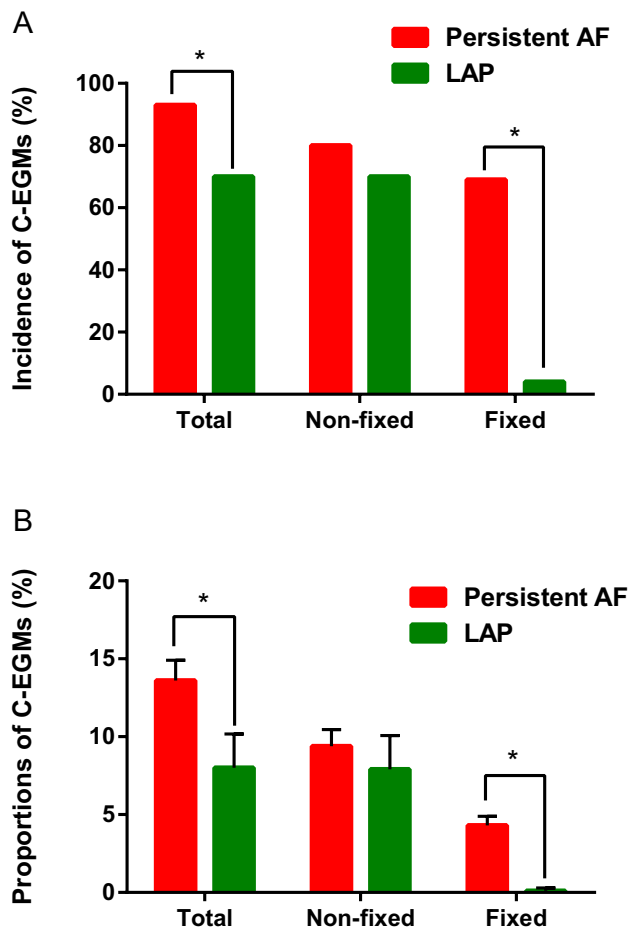 A
Persistent AF
LAP
Incidence of C-EGMs (%)
100
80
60
40
20
0
*
*
Total
Non-fixed
Fixed
B
Persistent AF
LAP
Proportions of C-EGMs (%)
20
15
10
5
0
*
*
Total
Non-fixed
Fixed